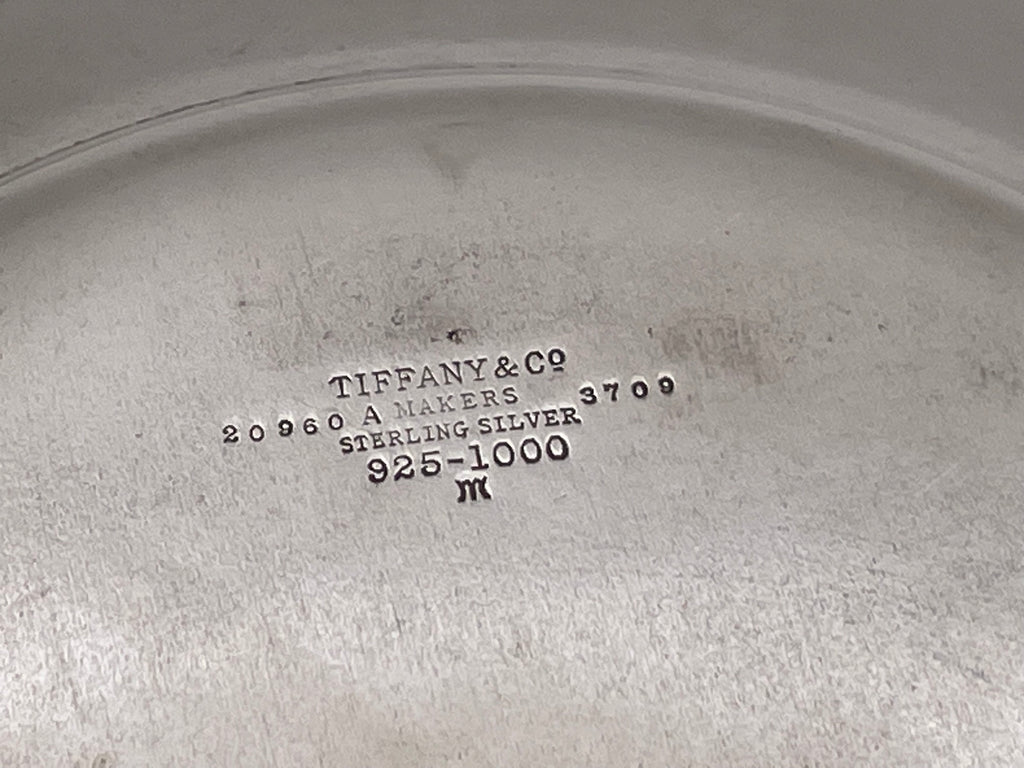 TIFFANY & Cº
20960 A MAKERS 3709
STERLING SILVER
925-1000
m